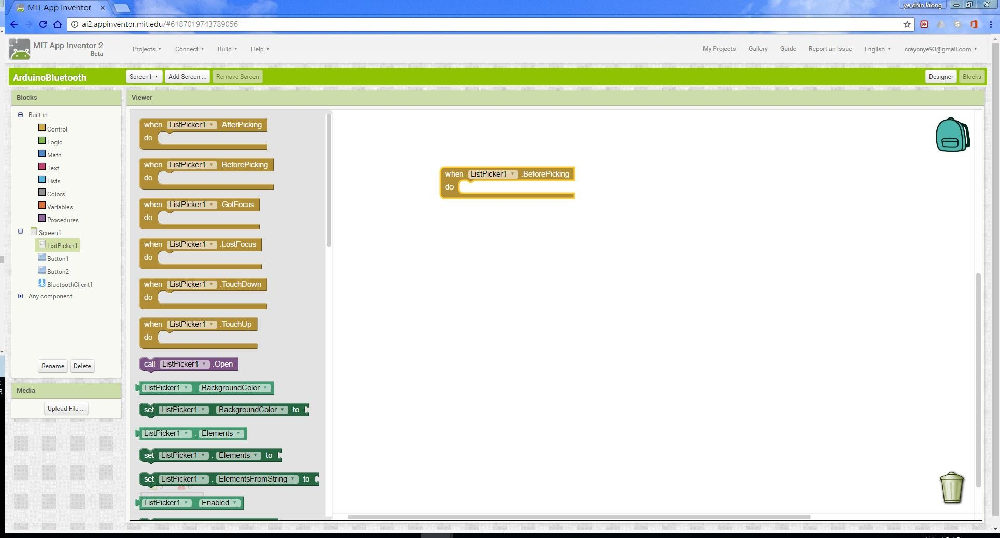 MIT App Inventor
ye chin kiong
ai2.appinventor.mit.edu/#6187019743789056
MIT App Inventor 2
Beta
Projects Connect Build Help
My Projects Gallery Guide Report an Issue English crayonye93@gmail.com
ArduinoBluetooth
Screen1 Add Screen ... Remove Screen
Designer Blocks
Blocks
Built-in
Control
Logic
Math
Text
Lists
Colors
Variables
Procedures
Screen1
ListPicker1
Button1
Button2
BluetoothClient1
Any component
Rename Delete
Media
Upload File ...
Viewer
when ListPicker1 .AfterPicking
do
when ListPicker1 .BeforePicking
do
when ListPicker1 .GotFocus
do
when ListPicker1 .LostFocus
do
when ListPicker1 .TouchDown
do
when ListPicker1 .TouchUp
do
call ListPicker1 .Open
ListPicker1 . BackgroundColor
set ListPicker1 . BackgroundColor to
ListPicker1 . Elements
set ListPicker1 . Elements to
set ListPicker1 . ElementsFromString to
0 0
ListPicker1 . Enabled
when ListPicker1 .BeforePicking
do